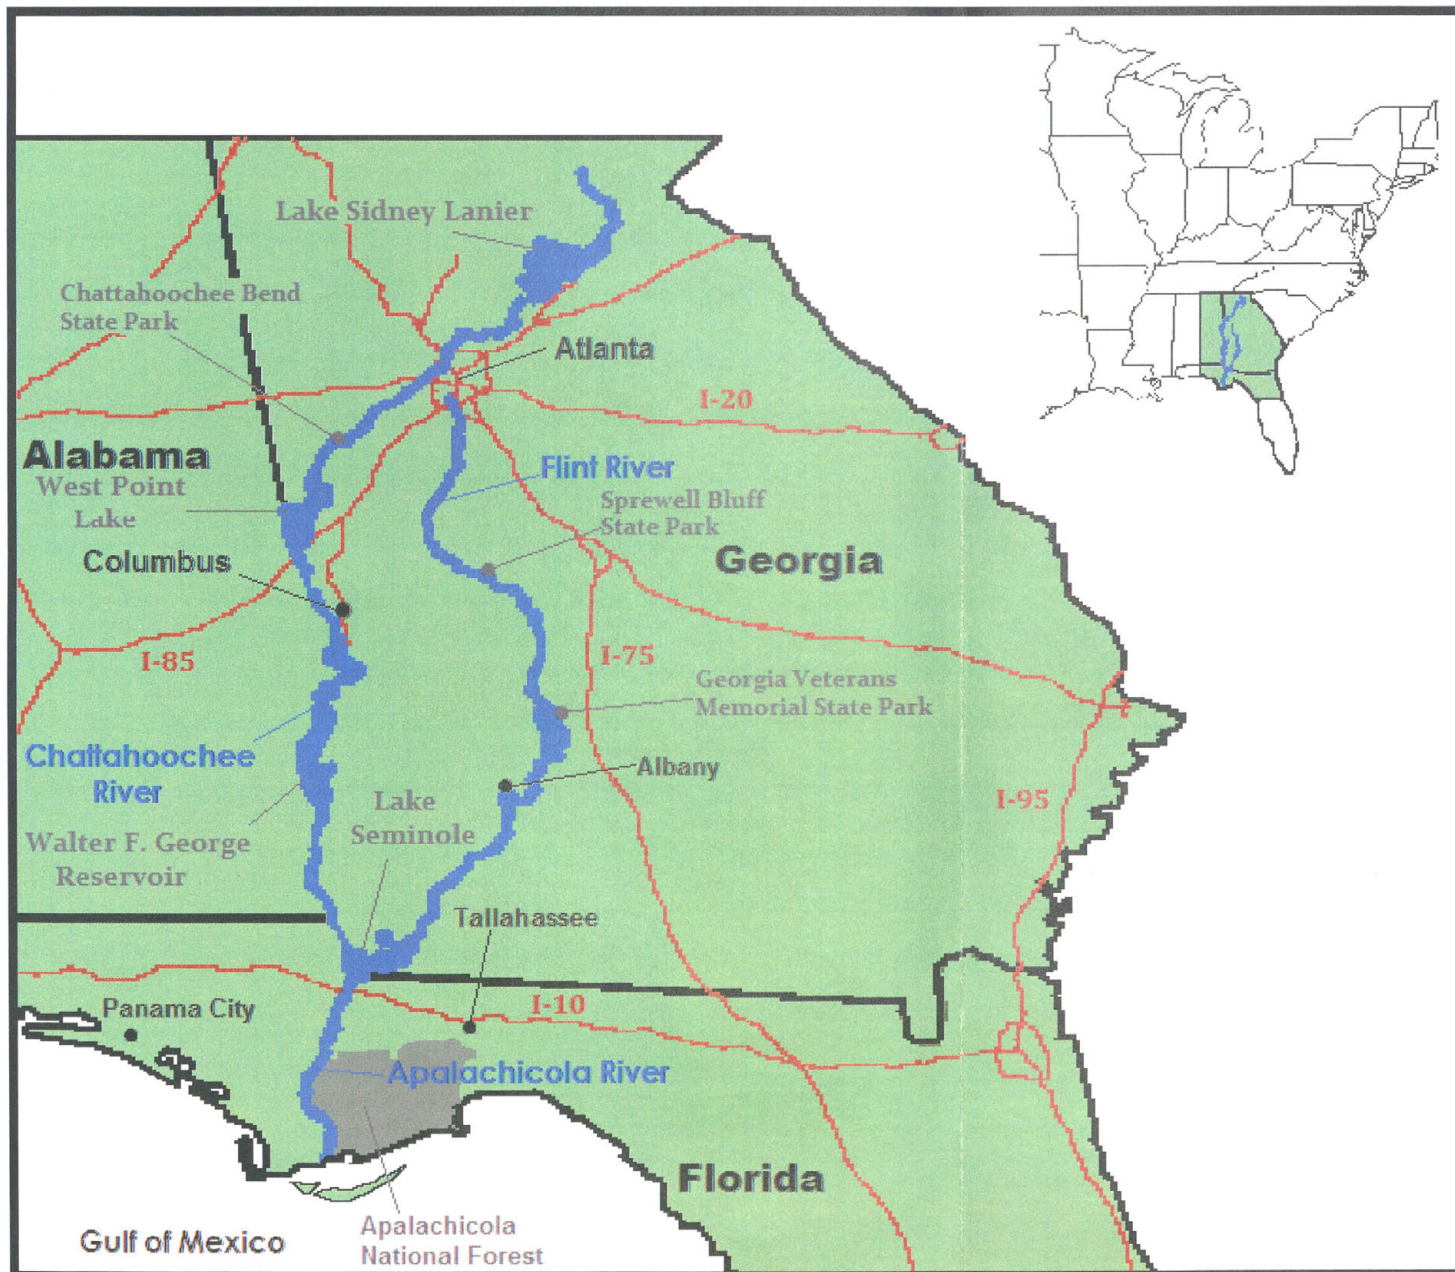 Lake Sidney Lanier
Chattahoochee Bend
State Park
Atlanta
I-20
Alabama
West Point
Lake
Flint River
Sprewell Bluff
State Park
Columbus
Georgia
I-85
I-75
Georgia Veterans
Memorial State Park
Chattahoochee
River
Albany
I-95
Lake
Seminole
Walter F. George
Reservoir
Tallahassee
Panama City
I-10
Apalachicola River
Florida
Apalachicola
National Forest
Gulf of Mexico